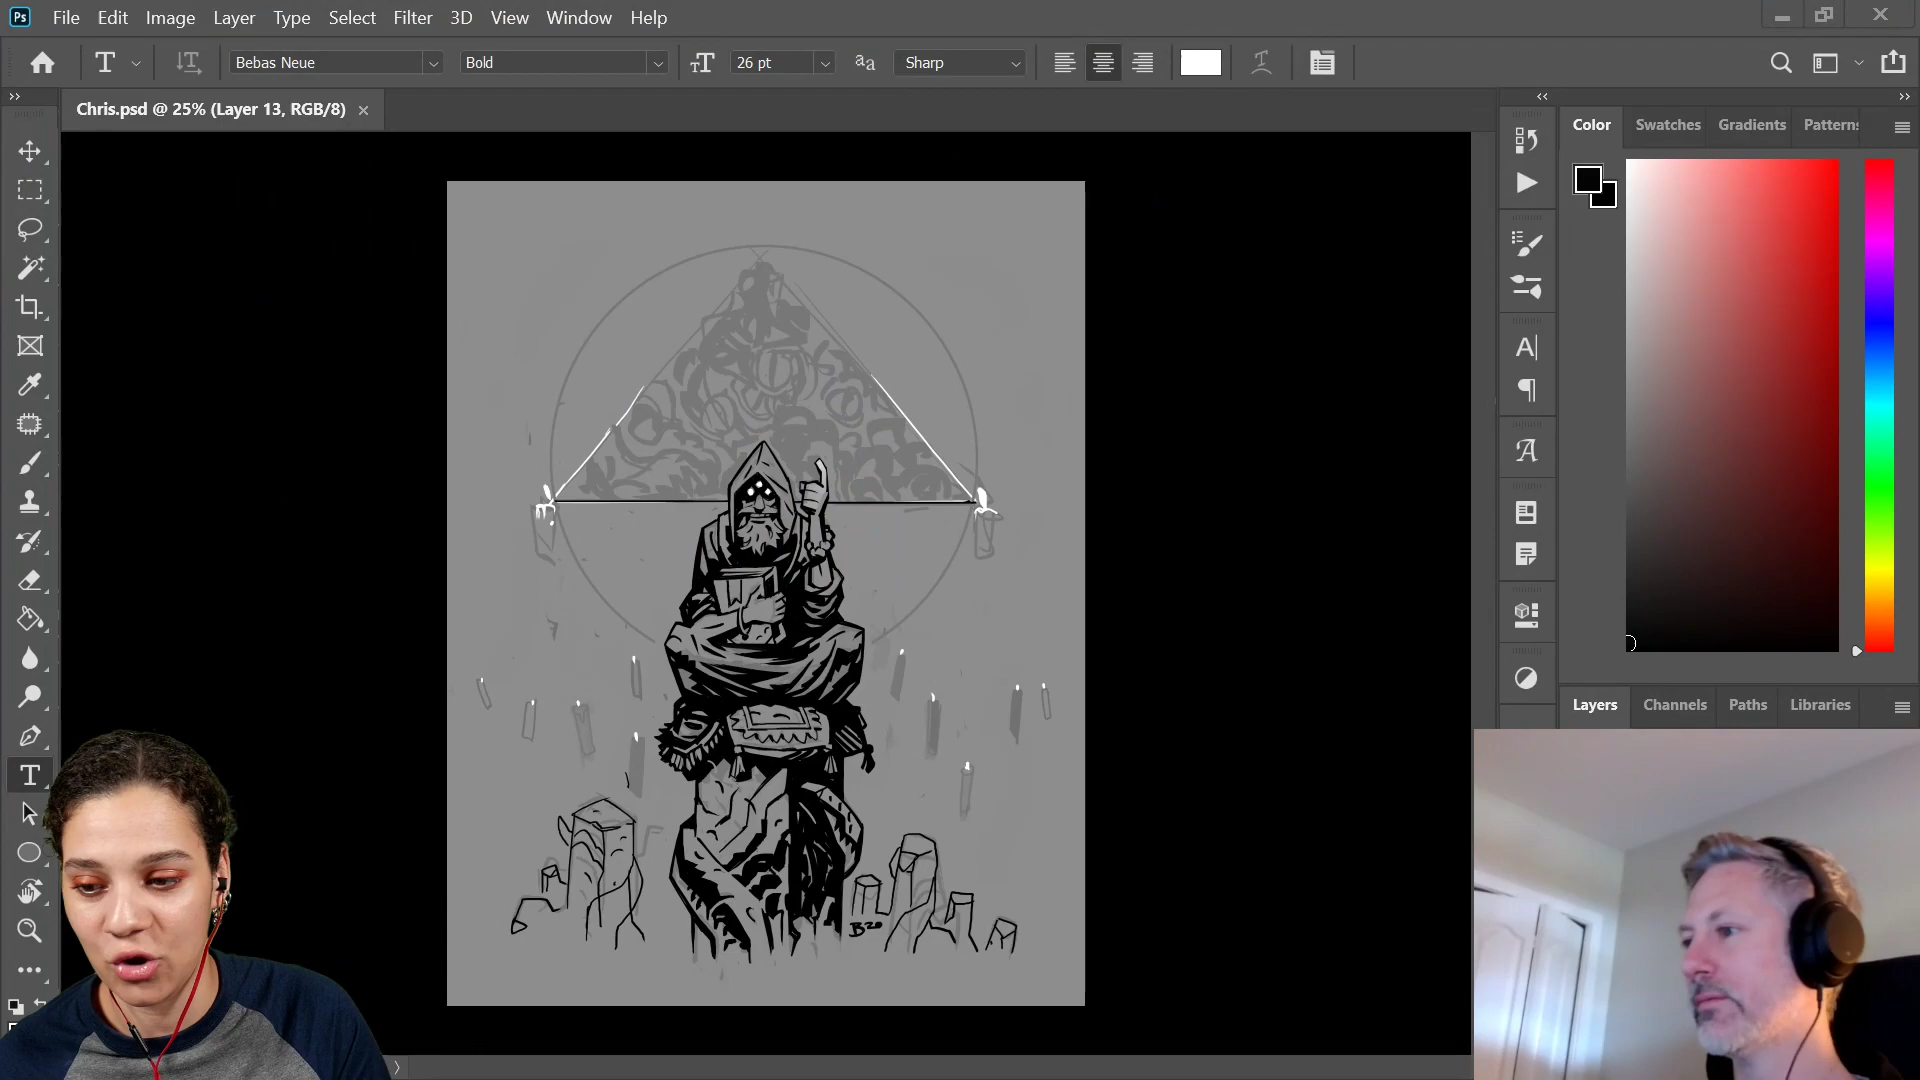 Ps File Edit Image Layer Type Select Filter 3D View Window Help
T Bebas Neue Bold 26 pt Sharp
Chris.psd @ 25% (Layer 13, RGB/8) ×
Color Swatches Gradients Patterns
Layers Channels Paths Libraries
B20